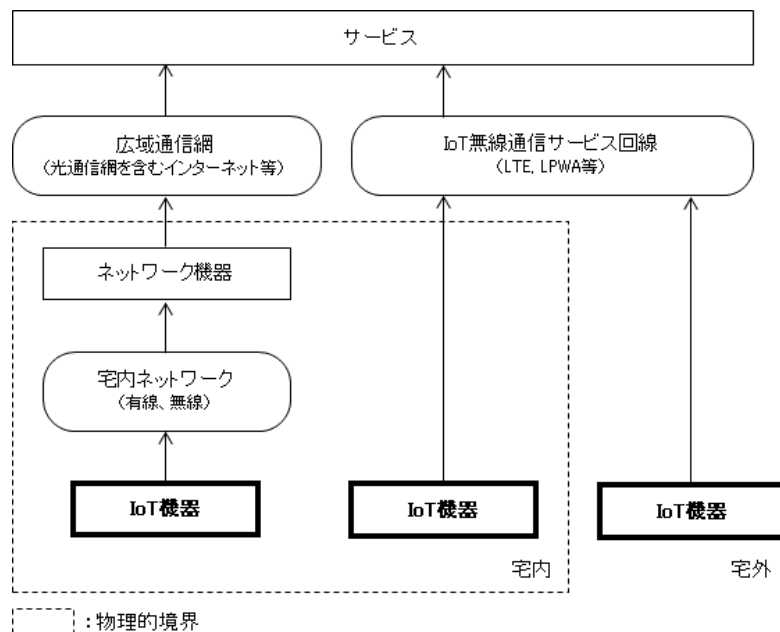 サービス
広域通信網
(光通信網を含むインターネット等)
IoT無線通信サービス回線
(LTE, LPWA等)
ネットワーク機器
宅内ネットワーク
(有線、無線)
IoT機器
IoT機器
IoT機器
宅内
宅外
:物理的境界